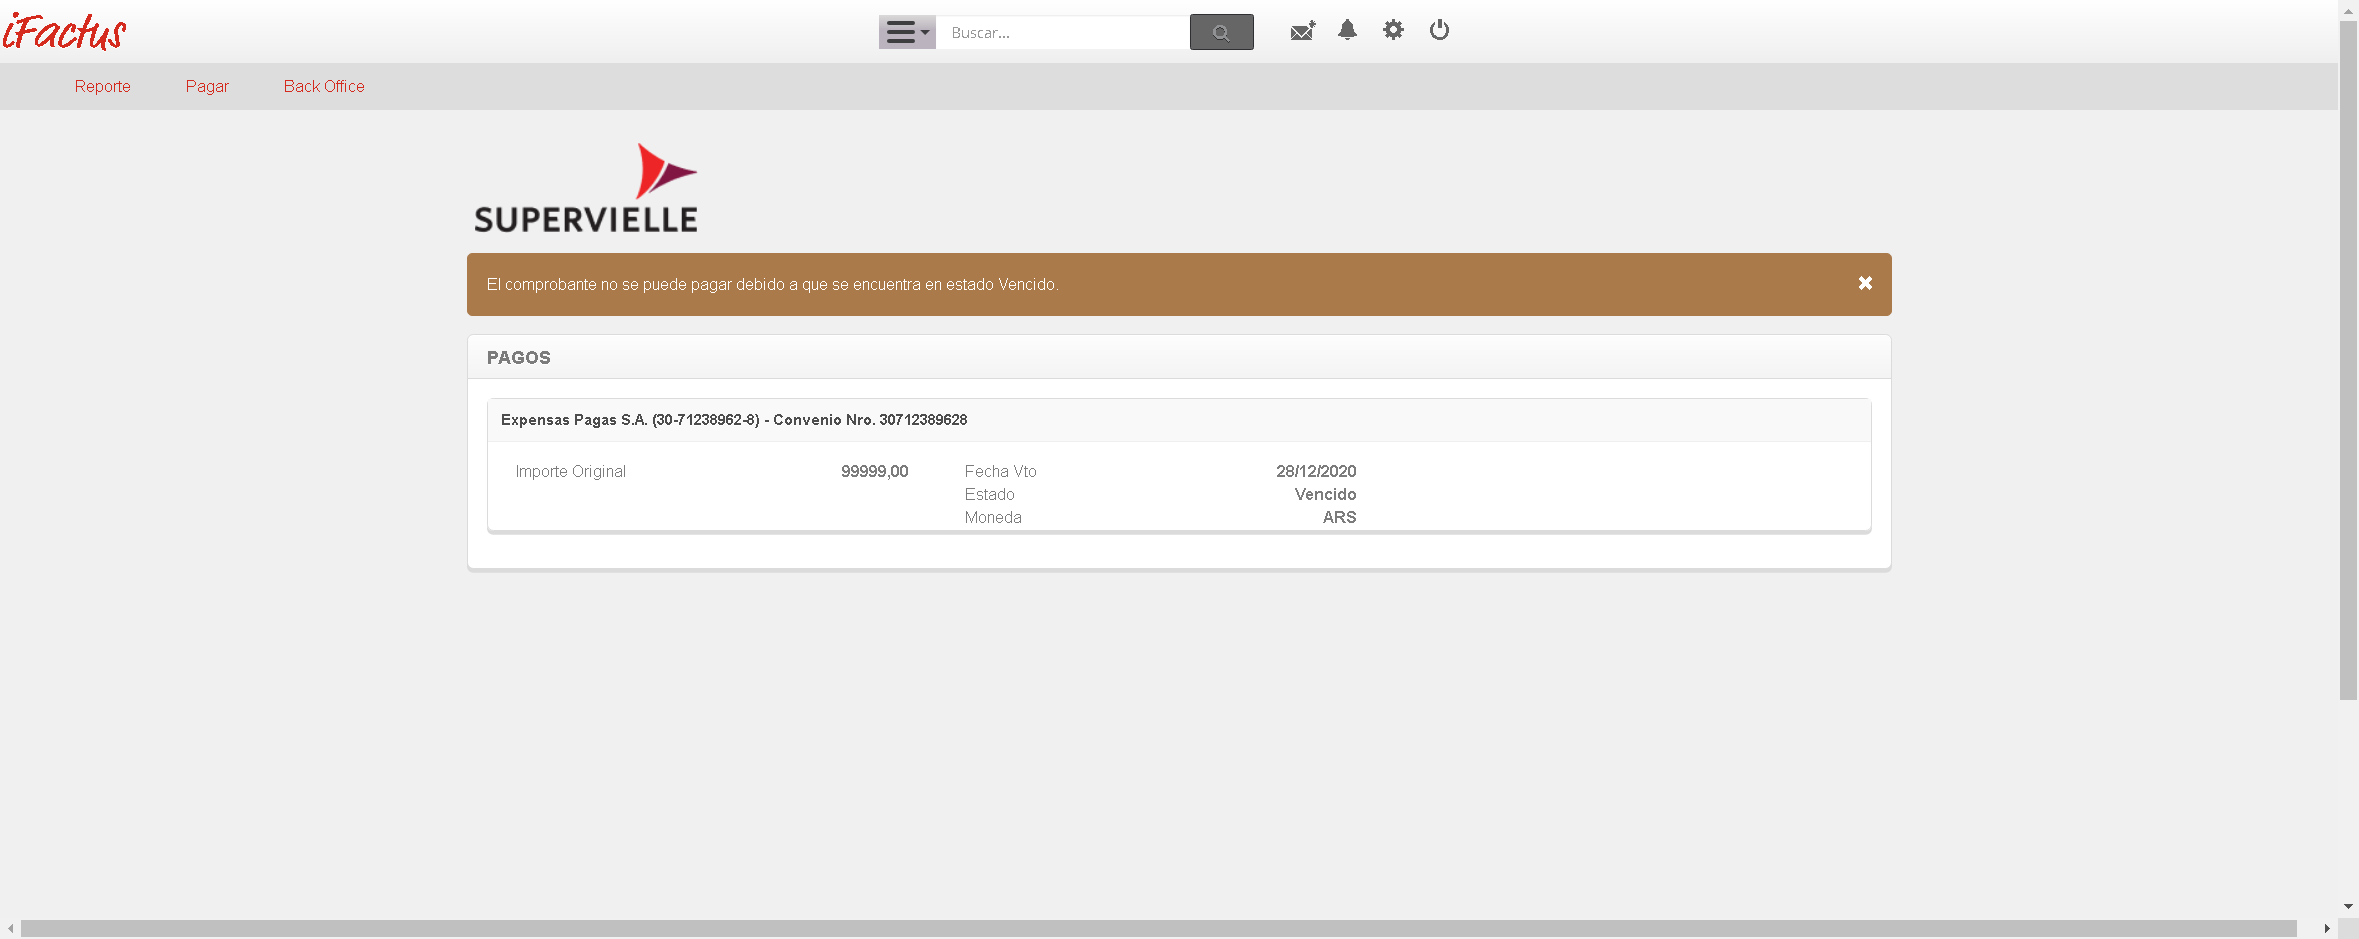 iFactus
Buscar...
Reporte Pagar Back Office
SUPERVIELLE
El comprobante no se puede pagar debido a que se encuentra en estado Vencido.
PAGOS
Expensas Pagas S.A. (30-71238962-8) - Convenio Nro. 30712389628
Importe Original 99999,00 Fecha Vto 28/12/2020
Estado Vencido
Moneda ARS